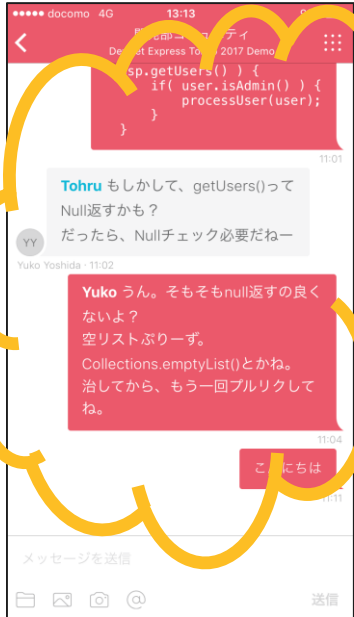 docomo 4G 13:13
Express To 2017 Demo
sp.getUsers() ) {
if( user.isAdmin() ) {
processUser(user);
}
}
11:01
Tohru もしかして、getUsers()って
Null返すかも？
だったら、Nullチェック必要だねー
YY
Yuko Yoshida · 11:02
Yuko うん。そもそもnull返すの良く
ないよ？
空リストぷりーず。
Collections.emptyList()とかね。
治してから、もう一回プルリクして
ね。
11:04
こ にちは
11:11
メッセージを送信
送信